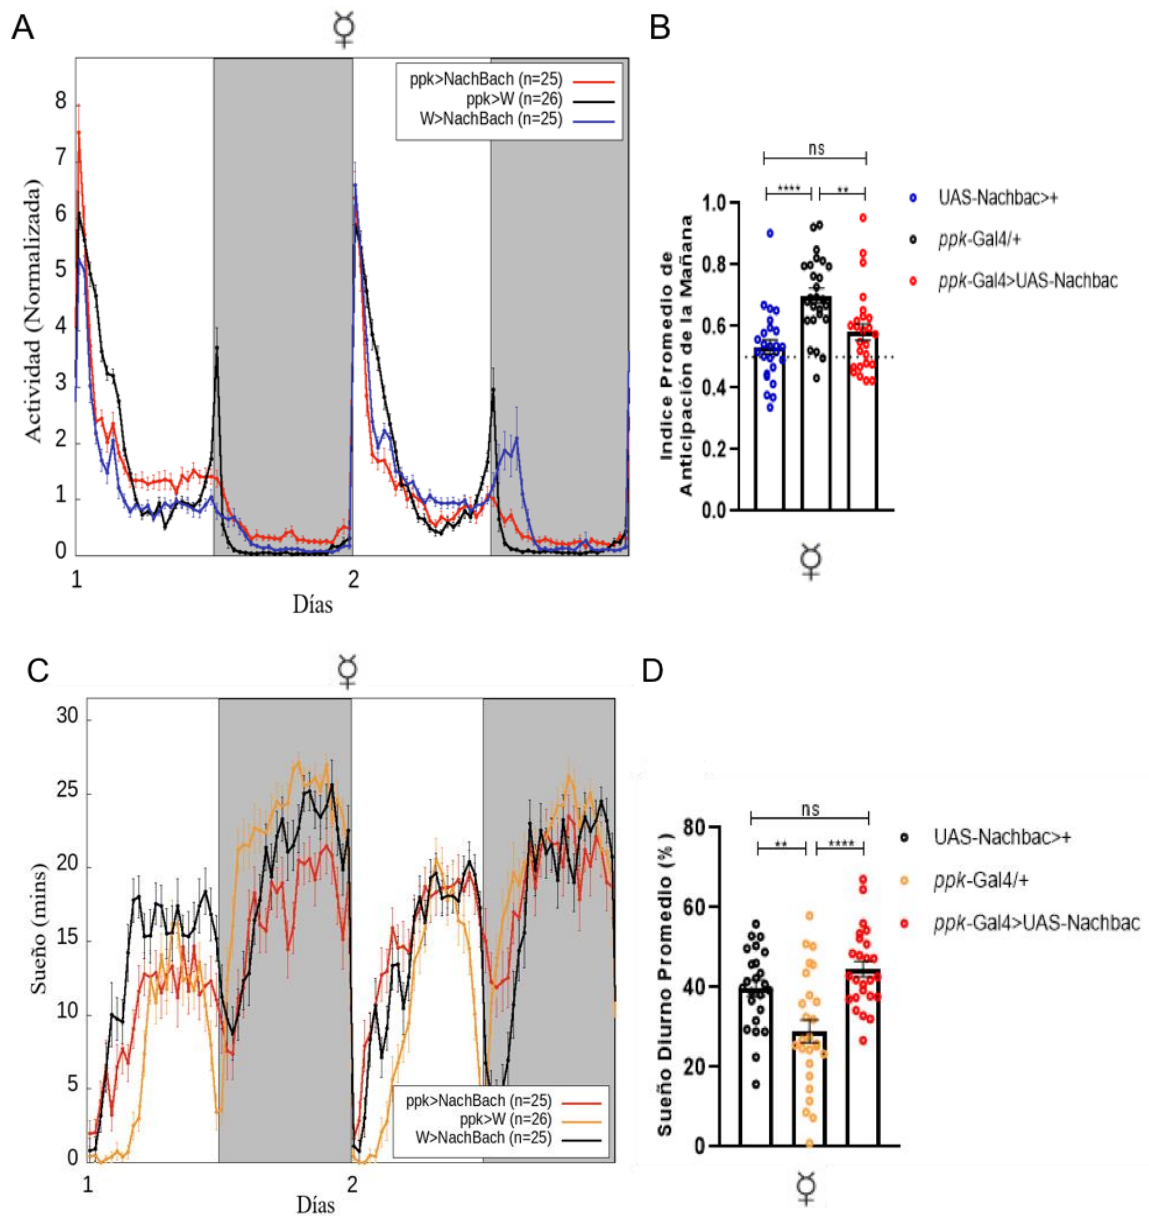 A
B
☿
8
7
6
5
4
3
2
1
0
Actividad (Normalizada)
ppk>NachBach (n=25)
ppk>W (n=26)
W>NachBach (n=25)
1
2
Días
ns
**** **
1.0
0.8
0.6
0.4
0.2
0.0
Indice Promedio de
Anticipación de la Mañana
UAS-Nachbac>+
ppk-Gal4/+
ppk-Gal4>UAS-Nachbac
☿
C
D
☿
30
25
20
15
10
5
0
Sueño (mins)
ppk>NachBach (n=25)
ppk>W (n=26)
W>NachBach (n=25)
1
2
Días
ns
** ****
80
60
40
20
0
Sueño Diurno Promedio (%)
UAS-Nachbac>+
ppk-Gal4/+
ppk-Gal4>UAS-Nachbac
☿